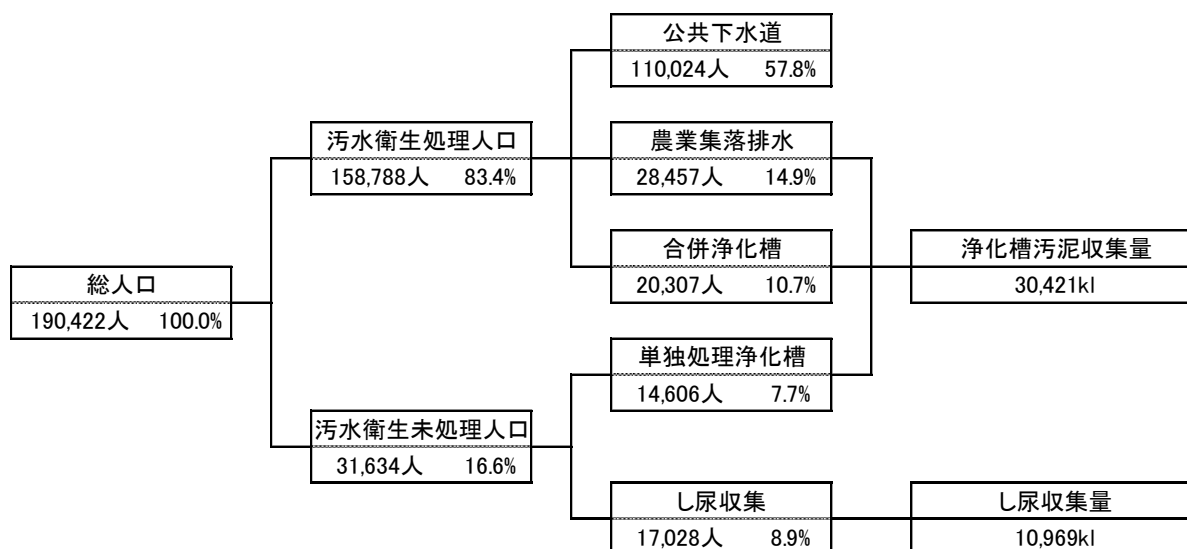 公共下水道
110,024人 57.8%
汚水衛生処理人口
158,788人 83.4%
農業集落排水
28,457人 14.9%
合併浄化槽
20,307人 10.7%
浄化槽汚泥収集量
30,421kl
総人口
190,422人 100.0%
単独処理浄化槽
14,606人 7.7%
汚水衛生未処理人口
31,634人 16.6%
し尿収集
17,028人 8.9%
し尿収集量
10,969kl